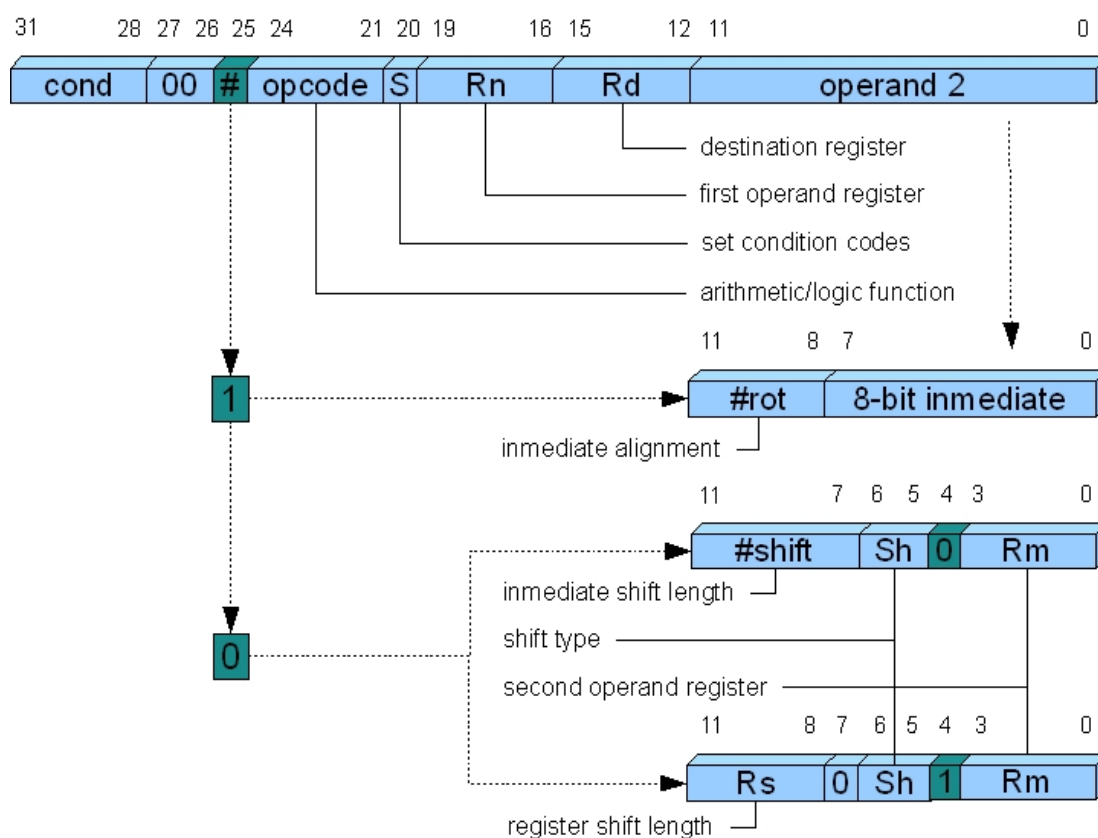 31 28 27 26 25 24 21 20 19 16 15 12 11 0
cond 00 # opcode S Rn Rd operand 2
destination register
first operand register
set condition codes
arithmetic/logic function
11 8 7 0
1 #rot 8-bit inmediate
inmediate alignment
11 7 6 5 4 3 0
#shift Sh 0 Rm
inmediate shift length
shift type
0
second operand register
11 8 7 6 5 4 3 0
Rs 0 Sh 1 Rm
register shift length